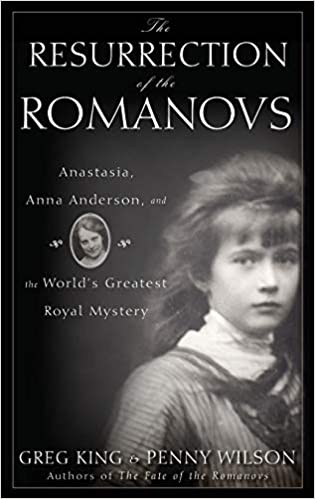 The
RESURRECTION
of the
ROMANOVS
Anastasia,
Anna Anderson, and
the World's Greatest
Royal Mystery
GREG KING & PENNY WILSON
Authors of The Fate of the Romanovs